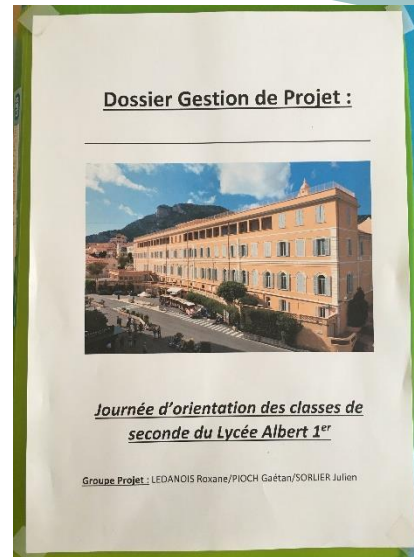 Dossier Gestion de Projet :
Journée d'orientation des classes de
seconde du Lycée Albert 1er
Groupe Projet : LEDANOIS Roxane/PIOCH Gaétan/SORLIER Julien